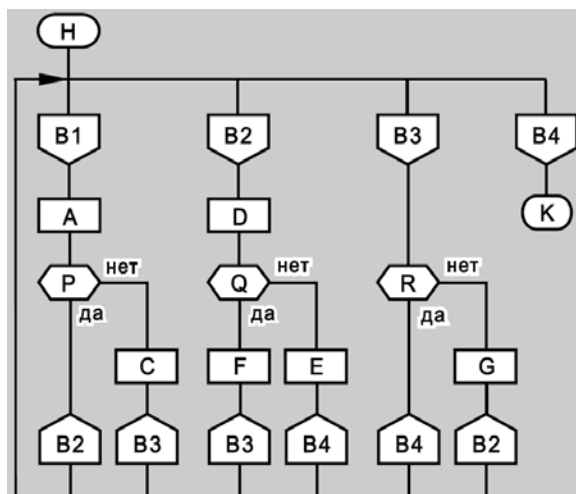 Н
В1 В2 В3 В4
А D К
Р нет Q нет R нет
да да да
С F E G
В2 В3 В3 В4 В4 В2